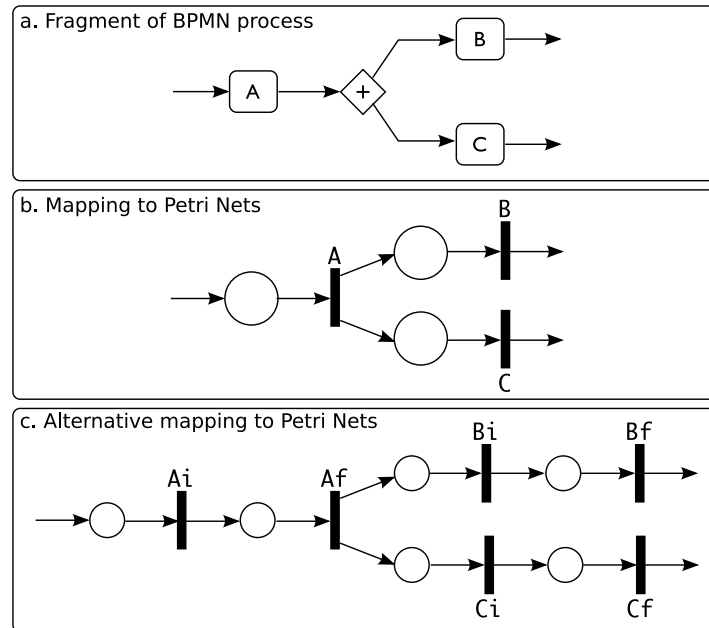 a. Fragment of BPMN process
B
A
+
C
b. Mapping to Petri Nets
B
A
C
c. Alternative mapping to Petri Nets
Bi Bf
Ai Af
Ci Cf